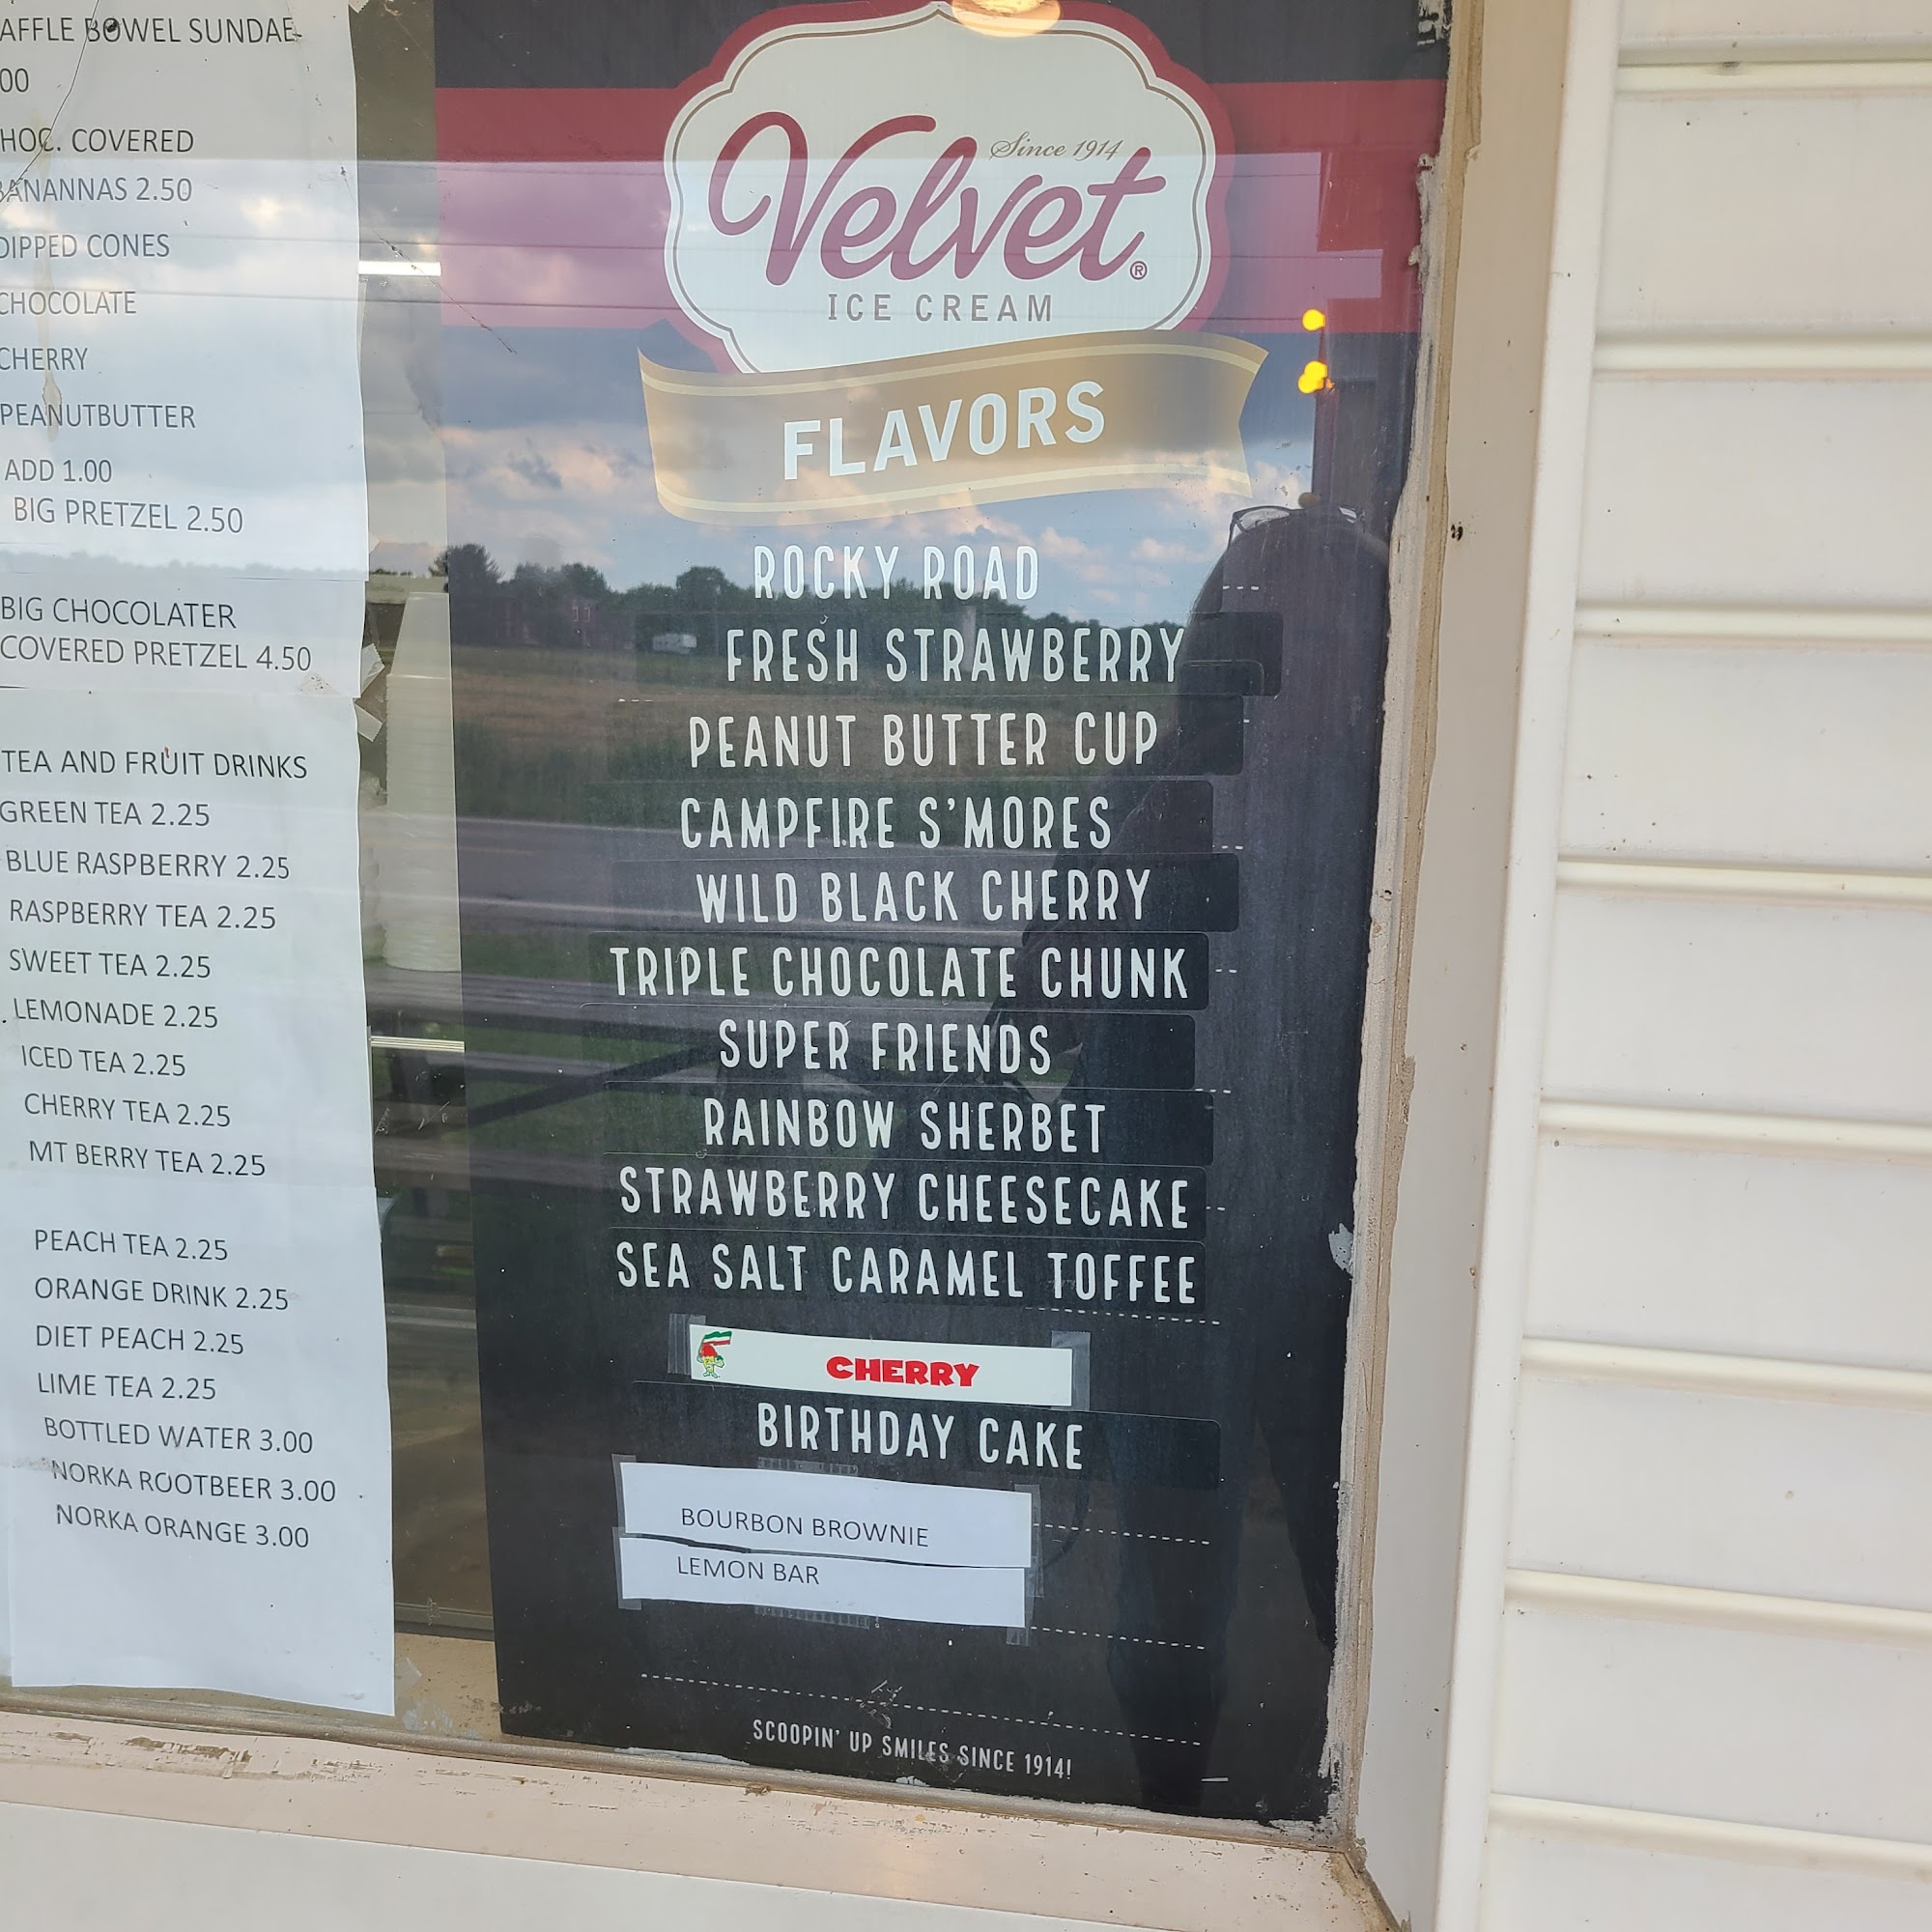 AFFLE BOWEL SUNDAE
00
HOC. COVERED
BANANNAS 2.50
DIPPED CONES
CHOCOLATE
CHERRY
PEANUTBUTTER
ADD 1.00
BIG PRETZEL 2.50
BIG CHOCOLATER
COVERED PRETZEL 4.50
TEA AND FRUIT DRINKS
GREEN TEA 2.25
BLUE RASPBERRY 2.25
RASPBERRY TEA 2.25
SWEET TEA 2.25
LEMONADE 2.25
ICED TEA 2.25
CHERRY TEA 2.25
MT BERRY TEA 2.25
PEACH TEA 2.25
ORANGE DRINK 2.25
DIET PEACH 2.25
LIME TEA 2.25
BOTTLED WATER 3.00
NORKA ROOTBEER 3.00
NORKA ORANGE 3.00
Since 1914
Velvet®
ICE CREAM
FLAVORS
ROCKY ROAD
FRESH STRAWBERRY
PEANUT BUTTER CUP
CAMPFIRE S'MORES
WILD BLACK CHERRY
TRIPLE CHOCOLATE CHUNK
SUPER FRIENDS
RAINBOW SHERBET
STRAWBERRY CHEESECAKE
SEA SALT CARAMEL TOFFEE
CHERRY
BIRTHDAY CAKE
BOURBON BROWNIE
LEMON BAR
SCOOPIN' UP SMILES SINCE 1914!